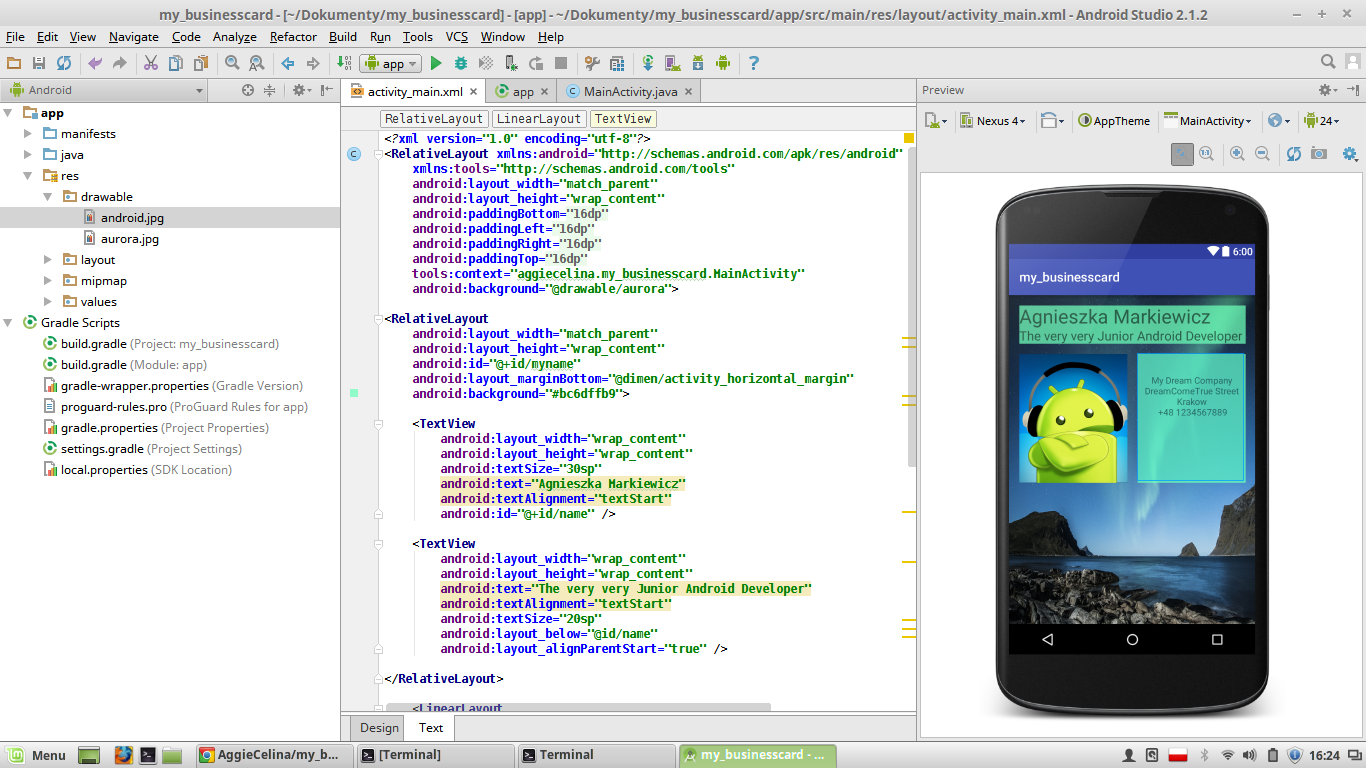 my_businesscard - [~/Dokumenty/my_businesscard] - [app] - ~/Dokumenty/my_businesscard/app/src/main/res/layout/activity_main.xml - Android Studio 2.1.2
File Edit View Navigate Code Analyze Refactor Build Run Tools VCS Window Help
app
Android
app
manifests
java
res
drawable
android.jpg
aurora.jpg
layout
mipmap
values
Gradle Scripts
build.gradle (Project: my_businesscard)
build.gradle (Module: app)
gradle-wrapper.properties (Gradle Version)
proguard-rules.pro (ProGuard Rules for app)
gradle.properties (Project Properties)
settings.gradle (Project Settings)
local.properties (SDK Location)
activity_main.xml app MainActivity.java
RelativeLayout LinearLayout TextView
<?xml version="1.0" encoding="utf-8"?>
C <RelativeLayout xmlns:android="http://schemas.android.com/apk/res/android"
xmlns:tools="http://schemas.android.com/tools"
android:layout_width="match_parent"
android:layout_height="wrap_content"
android:paddingBottom="16dp"
android:paddingLeft="16dp"
android:paddingRight="16dp"
android:paddingTop="16dp"
tools:context="aggiecelina.my_businesscard.MainActivity"
android:background="@drawable/aurora">
<RelativeLayout
android:layout_width="match_parent"
android:layout_height="wrap_content"
android:id="@+id/myname"
android:layout_marginBottom="@dimen/activity_horizontal_margin"
android:background="#bc6dffb9">
<TextView
android:layout_width="wrap_content"
android:layout_height="wrap_content"
android:textSize="30sp"
android:text="Agnieszka Markiewicz"
android:textAlignment="textStart"
android:id="@+id/name" />
<TextView
android:layout_width="wrap_content"
android:layout_height="wrap_content"
android:text="The very very Junior Android Developer"
android:textAlignment="textStart"
android:textSize="20sp"
android:layout_below="@id/name"
android:layout_alignParentStart="true" />
</RelativeLayout>
<LinearLayout
Design Text
Preview
Nexus 4 AppTheme MainActivity 24
6:00
my_businesscard
Agnieszka Markiewicz
The very very Junior Android Developer
My Dream Company
DreamComeTrue Street
Krakow
+48 1234567889
Menu AggieCelina/my_b... [Terminal] Terminal my_businesscard - ... 16:24